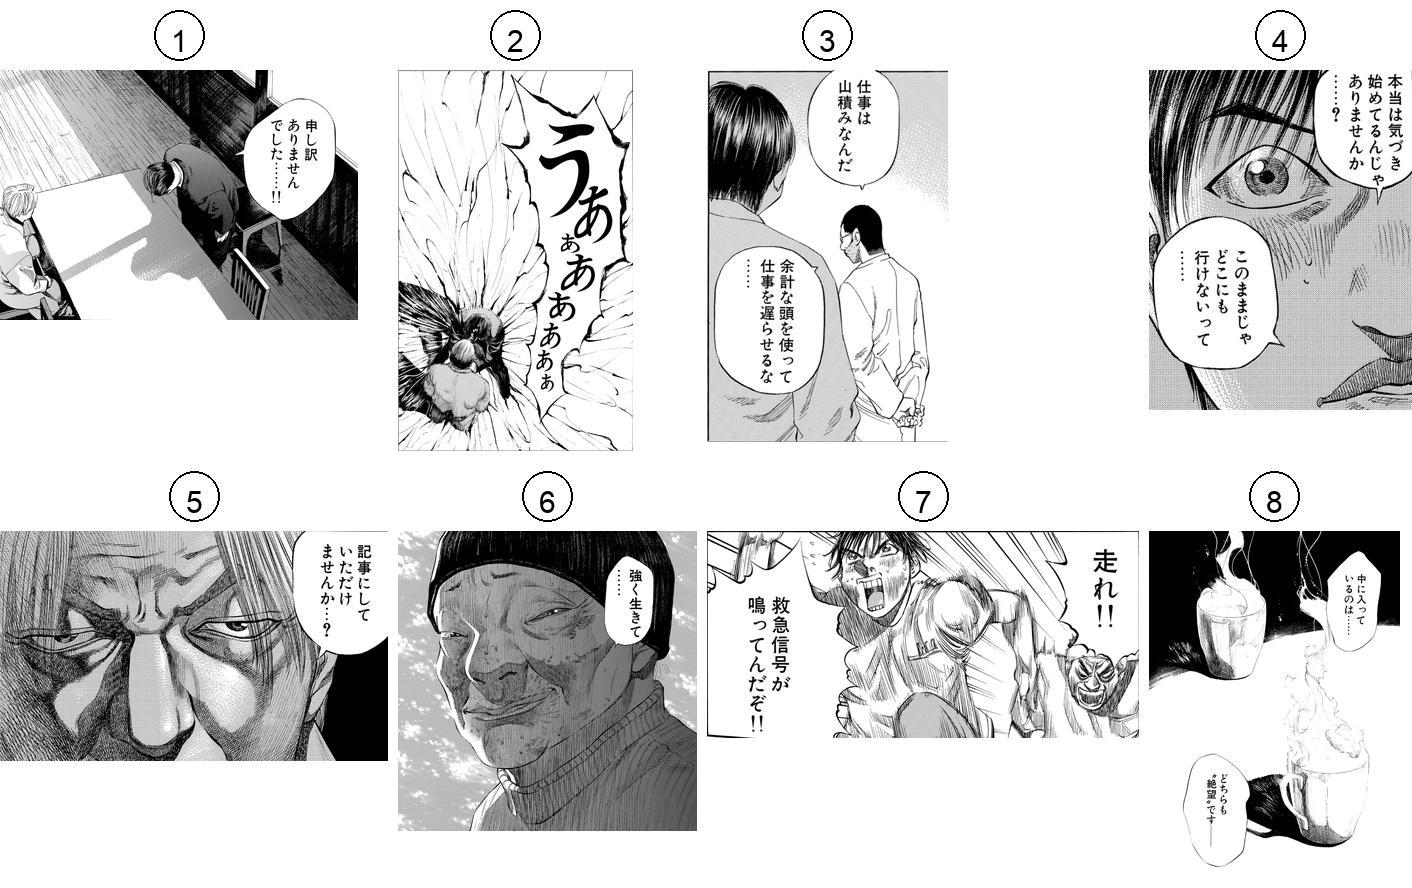 1
申し訳
ありません
でした……!!
2
うあぁああああぁ
3
仕事は
山積みなんだ
余計な頭を使って
仕事を遅らせるな
……
4
本当は気づき
始めてるんじゃ
ありませんか
……?
このままじゃ
どこにも
行けないって
……
5
記事にして
いただけ
ませんか…?
6
強く生きて
……
7
走れ!!
救急信号が
鳴ってんだぞ!!
8
中に入って
いるのは……
どちらも
〝絶望〟です——